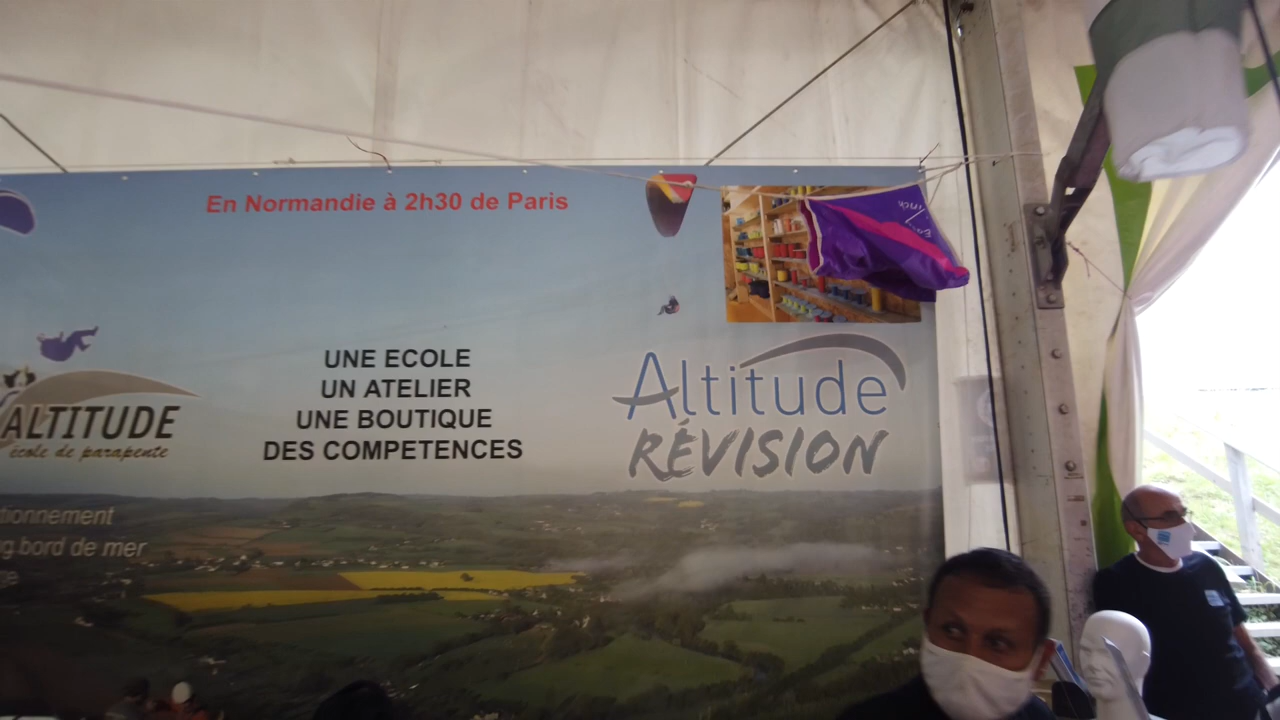 En Normandie à 2h30 de Paris
UNE ECOLE
UN ATELIER
UNE BOUTIQUE
DES COMPETENCES
ALTITUDE
école de parapente
Altitude
RÉVISION
tionnement
g bord de mer